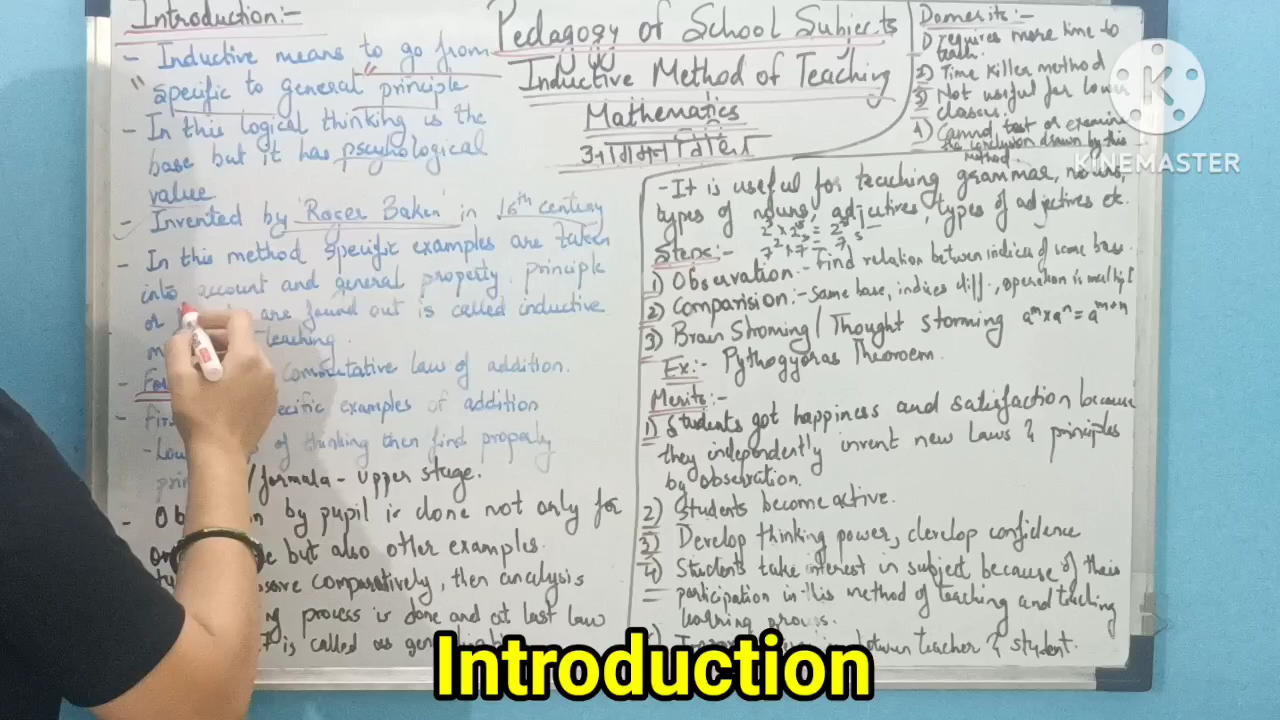 Introduction:-
- Inductive means to go from
"specific to general principle
- In this logical thinking is the
base but it has psychological
value
- Invented by 'Roger Baken' in 16th century
- In this method specific examples are taken
into account and general property, principle
or are found out is called inductive
teaching.
- commutative law of addition.
- specific examples of addition
- of thinking then find property
/formala - upper stage.
- by pupil is done not only for
but also other examples.
comparatively, then analysis
process is done and at last law
is called as
Pedagogy of School Subjects
Inductive Method of Teaching
Mathematics
आगमन विधि
Demerits:-
1) requires more time to
teach.
2) Time Killer method
3) Not useful for lower
classes.
4) Cannot test or examine
the conclusion drawn by this
method.
KINEMASTER
- It is useful for teaching grammar, nouns,
types of nouns, adjectives, types of adjectives etc.
Steps:-
1) Observation:- Find relation between indices of same base
2) Comparision:- Same base, indices diff., operation is
3) Brain Stroming / Thought storming aᵐ×aⁿ=aᵐ⁺ⁿ
Ex:- Pythogyoras Theoroem.
Merits:-
1) Students got happiness and satisfaction because
they independently invent new Laws & principles
by observation.
2) Students become active.
3) Develop thinking power, develop confidence
4) Students take interest in subject because of their
participation in this method of teaching and teaching
learning process.
between teacher & student.
Introduction